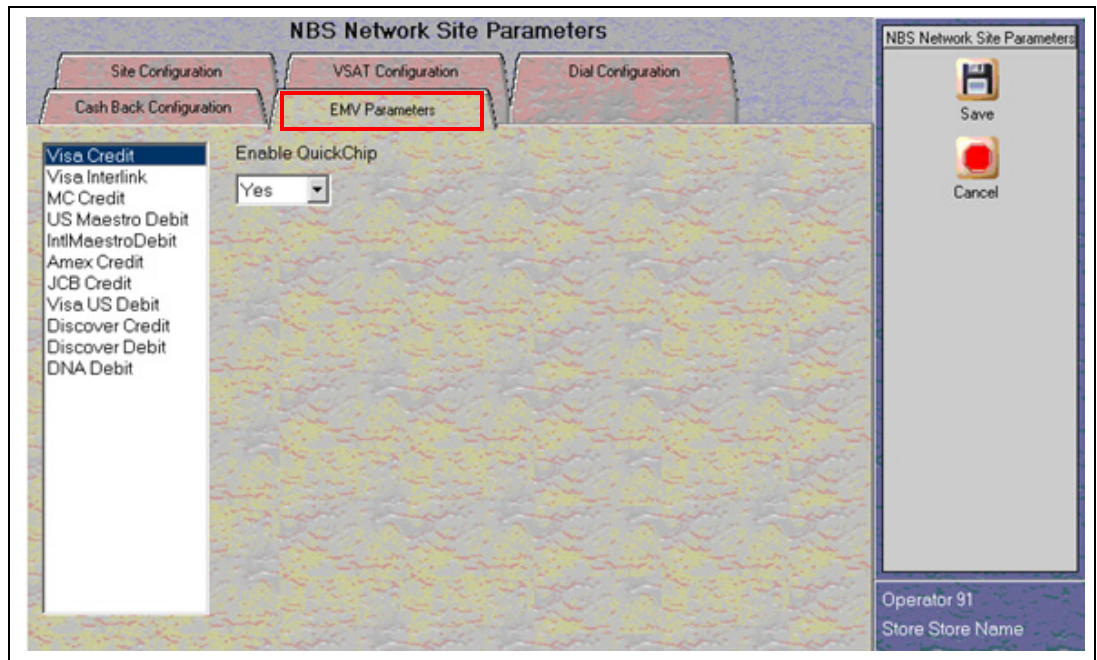 NBS Network Site Parameters
Site Configuration
VSAT Configuration
Dial Configuration
Cash Back Configuration
EMV Parameters
Visa Credit
Visa Interlink
MC Credit
US Maestro Debit
IntlMaestroDebit
Amex Credit
JCB Credit
Visa US Debit
Discover Credit
Discover Debit
DNA Debit
Enable QuickChip
Yes
NBS Network Site Parameters
Save
Cancel
Operator 91
Store Store Name